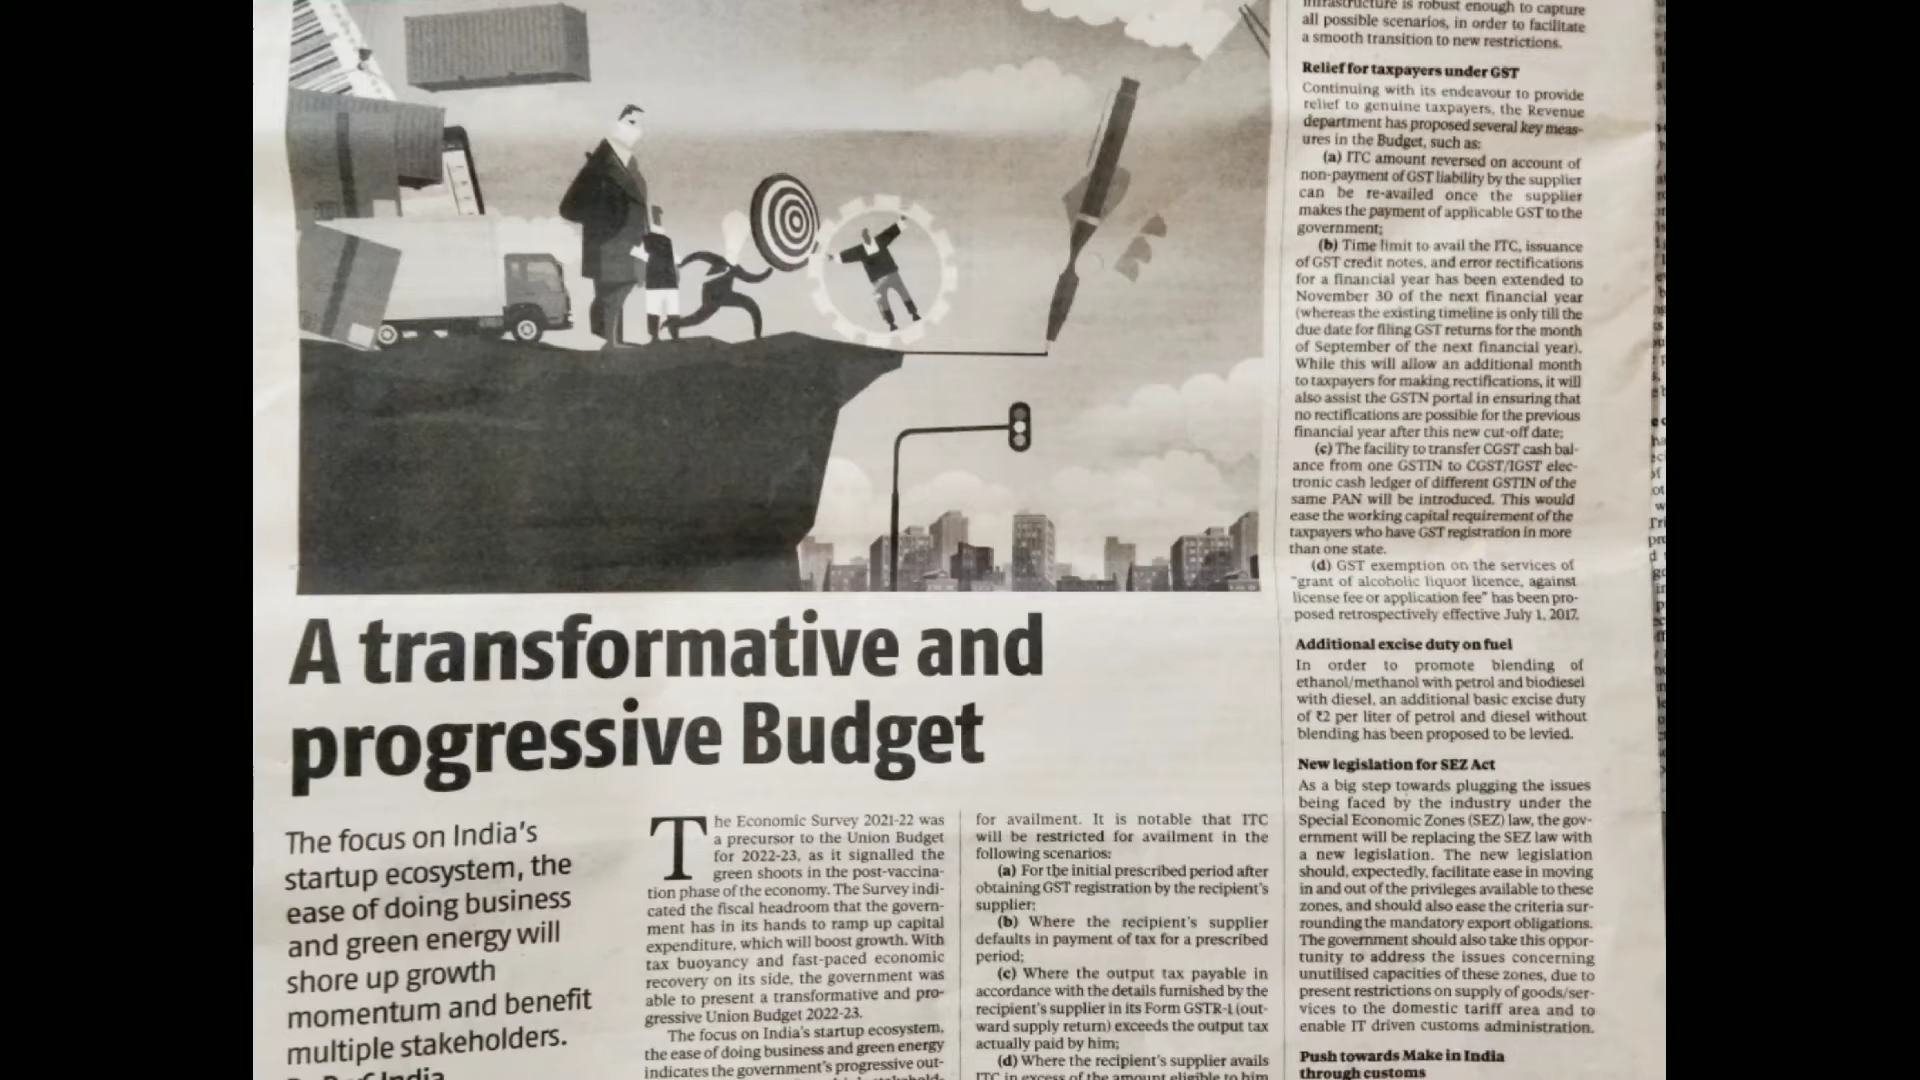 A transformative and
progressive Budget
The focus on India's
startup ecosystem, the
ease of doing business
and green energy will
shore up growth
momentum and benefit
multiple stakeholders.
The Economic Survey 2021-22 was
a precursor to the Union Budget
for 2022-23, as it signalled the
green shoots in the post-vaccina-
tion phase of the economy. The Survey indi-
cated the fiscal headroom that the govern-
ment has in its hands to ramp up capital
expenditure, which will boost growth. With
tax buoyancy and fast-paced economic
recovery on its side, the government was
able to present a transformative and pro-
gressive Union Budget 2022-23.
The focus on India's startup ecosystem,
the ease of doing business and green energy
indicates the government's progressive out-
for availment. It is notable that ITC
will be restricted for availment in the
following scenarios:
(a) For the initial prescribed period after
obtaining GST registration by the recipient's
supplier;
(b) Where the recipient's supplier
defaults in payment of tax for a prescribed
period;
(c) Where the output tax payable in
accordance with the details furnished by the
recipient's supplier in its Form GSTR-1 (out-
ward supply return) exceeds the output tax
actually paid by him;
(d) Where the recipient's supplier avails
ITC in excess of the amount eligible to him
infrastructure is robust enough to capture
all possible scenarios, in order to facilitate
a smooth transition to new restrictions.
Relief for taxpayers under GST
Continuing with its endeavour to provide
relief to genuine taxpayers, the Revenue
department has proposed several key meas-
ures in the Budget, such as:
(a) ITC amount reversed on account of
non-payment of GST liability by the supplier
can be re-availed once the supplier
makes the payment of applicable GST to the
government;
(b) Time limit to avail the ITC, issuance
of GST credit notes, and error rectifications
for a financial year has been extended to
November 30 of the next financial year
(whereas the existing timeline is only till the
due date for filing GST returns for the month
of September of the next financial year).
While this will allow an additional month
to taxpayers for making rectifications, it will
also assist the GSTN portal in ensuring that
no rectifications are possible for the previous
financial year after this new cut-off date;
(c) The facility to transfer CGST cash bal-
ance from one GSTIN to CGST/IGST elec-
tronic cash ledger of different GSTIN of the
same PAN will be introduced. This would
ease the working capital requirement of the
taxpayers who have GST registration in more
than one state.
(d) GST exemption on the services of
"grant of alcoholic liquor licence, against
license fee or application fee" has been pro-
posed retrospectively effective July 1, 2017.
Additional excise duty on fuel
In order to promote blending of
ethanol/methanol with petrol and biodiesel
with diesel, an additional basic excise duty
of ₹2 per liter of petrol and diesel without
blending has been proposed to be levied.
New legislation for SEZ Act
As a big step towards plugging the issues
being faced by the industry under the
Special Economic Zones (SEZ) law, the gov-
ernment will be replacing the SEZ law with
a new legislation. The new legislation
should, expectedly, facilitate ease in moving
in and out of the privileges available to these
zones, and should also ease the criteria sur-
rounding the mandatory export obligations.
The government should also take this oppor-
tunity to address the issues concerning
unutilised capacities of these zones, due to
present restrictions on supply of goods/ser-
vices to the domestic tariff area and to
enable IT driven customs administration.
Push towards Make in India
through customs